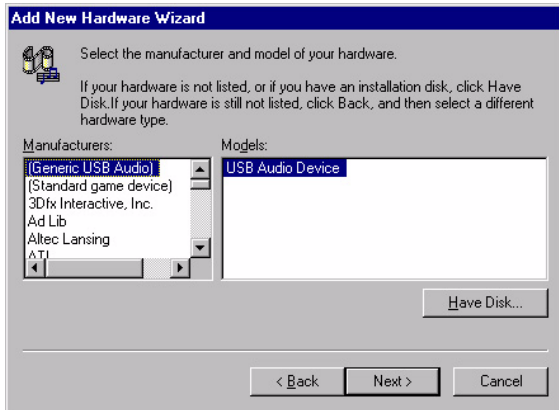 Add New Hardware Wizard
Select the manufacturer and model of your hardware.
If your hardware is not listed, or if you have an installation disk, click Have
Disk.If your hardware is still not listed, click Back, and then select a different
hardware type.
Manufacturers:
(Generic USB Audio)
(Standard game device)
3Dfx Interactive, Inc.
Ad Lib
Altec Lansing
ATI
Models:
USB Audio Device
Have Disk...
< Back
Next >
Cancel